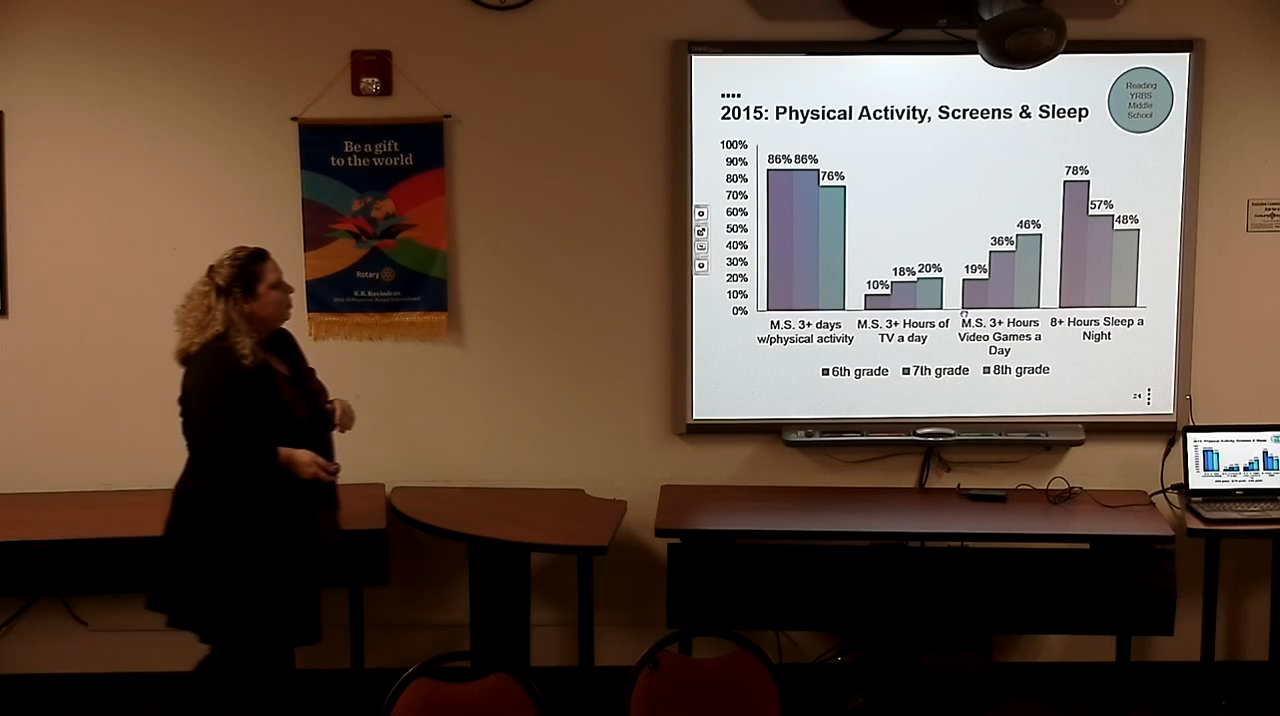 Be a gift
to the world
Rotary
K.R. Ravindran
2015: Physical Activity, Screens & Sleep
Reading
YRBS
Middle
School
100%
90%
80%
70%
60%
50%
40%
30%
20%
10%
0%
86% 86% 76%
10% 18% 20%
19% 36% 46%
78% 57% 48%
M.S. 3+ days
w/physical activity
M.S. 3+ Hours of
TV a day
M.S. 3+ Hours
Video Games a
Day
8+ Hours Sleep a
Night
6th grade 7th grade 8th grade
24